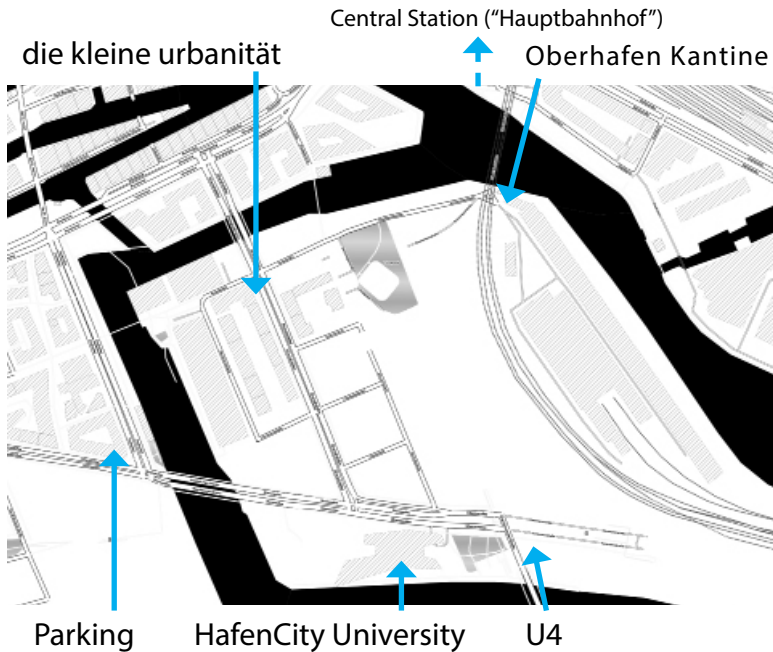 Central Station (“Hauptbahnhof”)
die kleine urbanität
Oberhafen Kantine
Parking
HafenCity University
U4